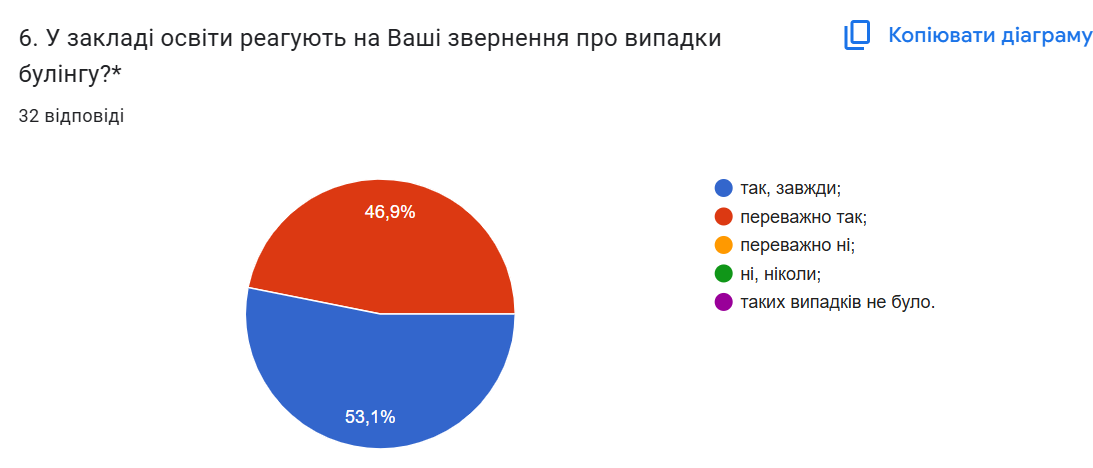 6. У закладі освіти реагують на Ваші звернення про випадки
булінгу?*
Копіювати діаграму
32 відповіді
46,9%
53,1%
так, завжди;
переважно так;
переважно ні;
ні, ніколи;
таких випадків не було.